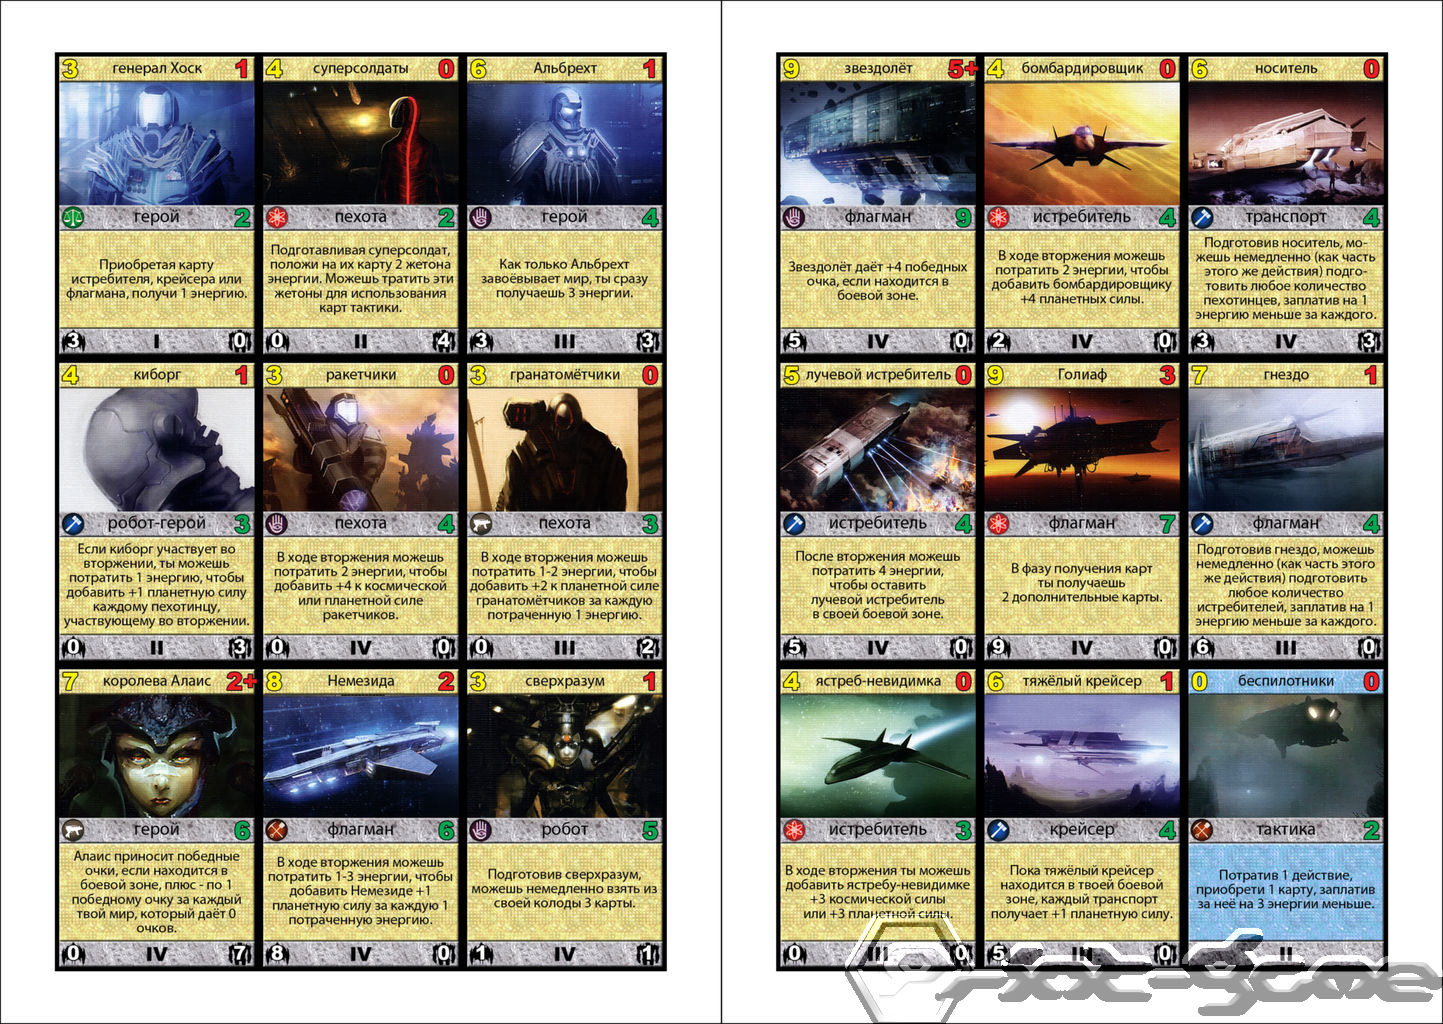 3 генерал Хоск 1
герой 2
Приобретая карту
истребителя, крейсера или
флагмана, получи 1 энергию.
3 I 0
4 суперсолдаты 0
пехота 2
Подготавливая суперсолдат,
положи на их карту 2 жетона
энергии. Можешь тратить эти
жетоны для использования
карт тактики.
0 II 4
6 Альбрехт 1
герой 4
Как только Альбрехт
завоёвывает мир, ты сразу
получаешь 3 энергии.
3 III 3
4 киборг 1
робот-герой 3
Если киборг участвует во
вторжении, ты можешь
потратить 1 энергию, чтобы
добавить +1 планетную силу
каждому пехотинцу,
участвующему во вторжении.
0 II 3
3 ракетчики 0
пехота 4
В ходе вторжения можешь
потратить 2 энергии, чтобы
добавить +4 к космической
или планетной силе
ракетчиков.
0 IV 0
3 гранатомётчики 0
пехота 3
В ходе вторжения можешь
потратить 1-2 энергии, чтобы
добавить +2 к планетной силе
гранатомётчиков за каждую
потраченную 1 энергию.
0 III 2
7 королева Алаис 2+
герой 6
Алаис приносит победные
очки, если находится в
боевой зоне, плюс - по 1
победному очку за каждый
твой мир, который даёт 0
очков.
0 IV 7
8 Немезида 2
флагман 6
В ходе вторжения можешь
потратить 1-3 энергии, чтобы
добавить Немезиде +1
планетную силу за каждую 1
потраченную энергию.
8 IV 0
3 сверхразум 1
робот 5
Подготовив сверхразум,
можешь немедленно взять из
своей колоды 3 карты.
1 IV 1
9 звездолёт 5+
флагман 9
Звездолёт даёт +4 победных
очка, если находится в
боевой зоне.
5 IV 0
4 бомбардировщик 0
истребитель 4
В ходе вторжения можешь
потратить 2 энергии, чтобы
добавить бомбардировщику
+4 планетных силы.
2 IV 0
6 носитель 0
транспорт 4
Подготовив носитель, мо-
жешь немедленно (как часть
этого же действия) подго-
товить любое количество
пехотинцев, заплатив на 1
энергию меньше за каждого.
3 IV 3
5 лучевой истребитель 0
истребитель 4
После вторжения можешь
потратить 4 энергии,
чтобы оставить
лучевой истребитель
в своей боевой зоне.
5 IV 0
9 Голиаф 3
флагман 7
В фазу получения карт
ты получаешь
2 дополнительные карты.
9 IV 0
7 гнездо 1
флагман 4
Подготовив гнездо, можешь
немедленно (как часть этого
же действия) подготовить
любое количество
истребителей, заплатив на 1
энергию меньше за каждого.
6 III 0
4 ястреб-невидимка 0
истребитель 3
В ходе вторжения ты можешь
добавить ястребу-невидимке
+3 космической силы
или +3 планетной силы.
0 III 0
6 тяжёлый крейсер 1
крейсер 4
Пока тяжёлый крейсер
находится в твоей боевой
зоне, каждый транспорт
получает +1 планетную силу.
5 III 0
0 беспилотники 0
тактика 2
Потратив 1 действие,
приобрети 1 карту, заплатив
за неё на 3 энергии меньше.
II